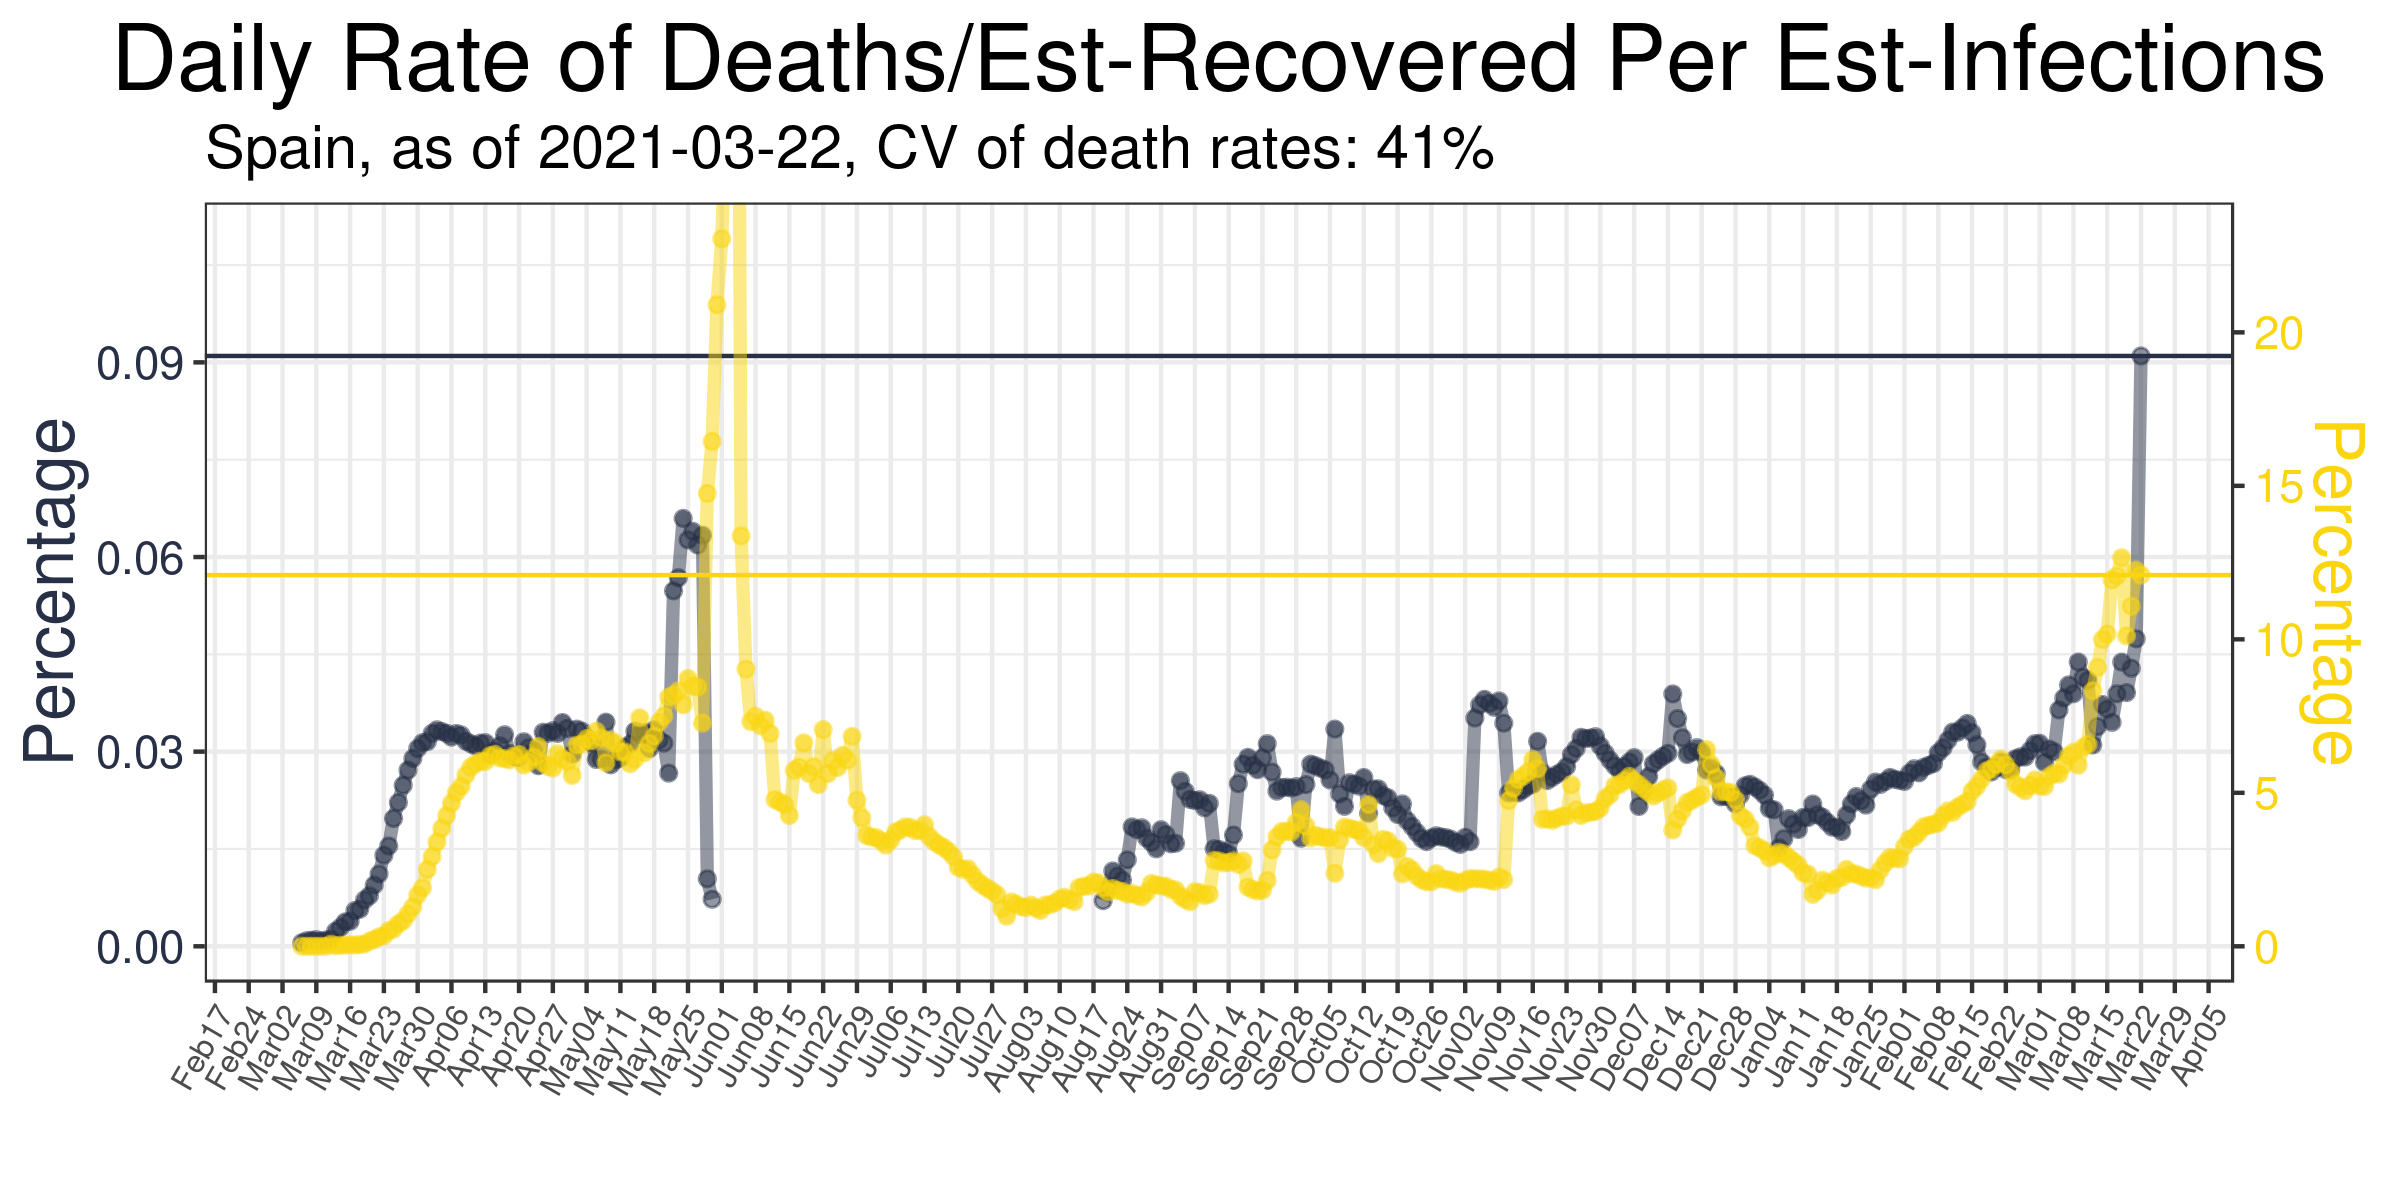 Daily Rate of Deaths/Est-Recovered Per Est-Infections
Spain, as of 2021-03-22, CV of death rates: 41%
Percentage
0.09
0.06
0.03
0.00
20
15
10
5
0
Percentage
Feb17 Feb24 Mar02 Mar09 Mar16 Mar23 Mar30 Apr06 Apr13 Apr20 Apr27 May04 May11 May18 May25 Jun01 Jun08 Jun15 Jun22 Jun29 Jul06 Jul13 Jul20 Jul27 Aug03 Aug10 Aug17 Aug24 Aug31 Sep07 Sep14 Sep21 Sep28 Oct05 Oct12 Oct19 Oct26 Nov02 Nov09 Nov16 Nov23 Nov30 Dec07 Dec14 Dec21 Dec28 Jan04 Jan11 Jan18 Jan25 Feb01 Feb08 Feb15 Feb22 Mar01 Mar08 Mar15 Mar22 Mar29 Apr05